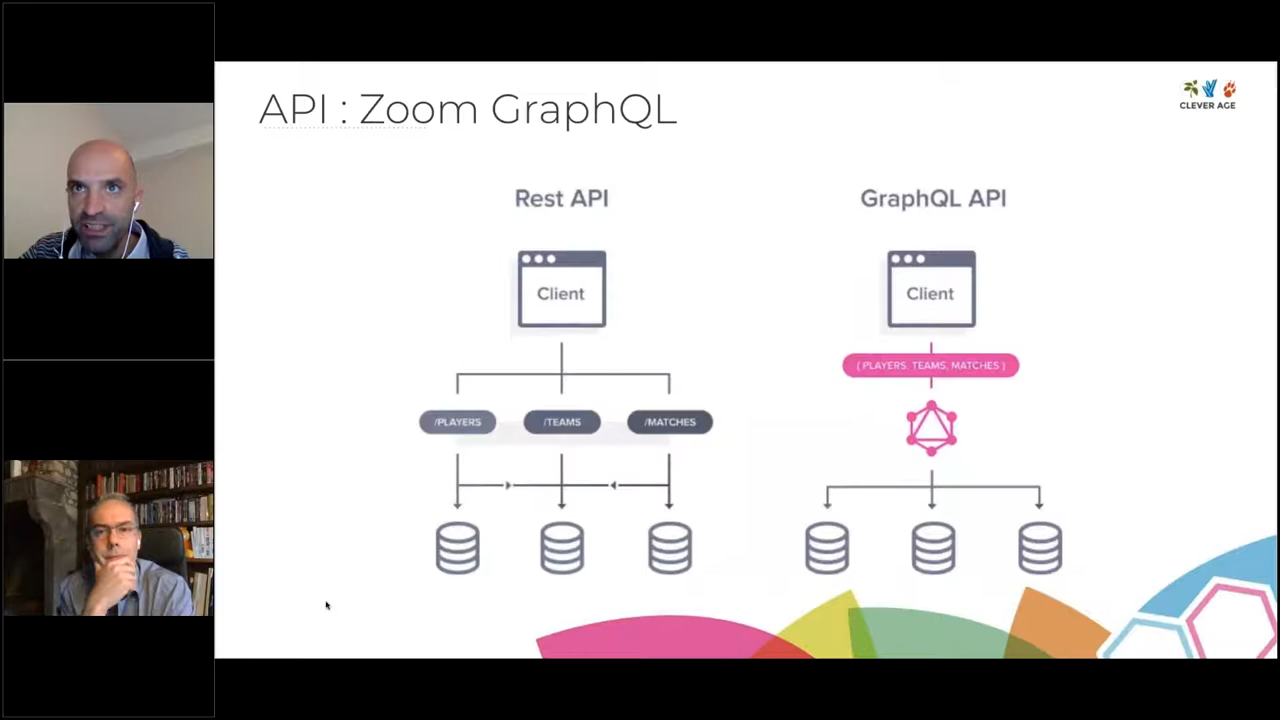 API : Zoom GraphQL
CLEVER AGE
Rest API
GraphQL API
Client
Client
{ PLAYERS, TEAMS, MATCHES }
/PLAYERS
/TEAMS
/MATCHES